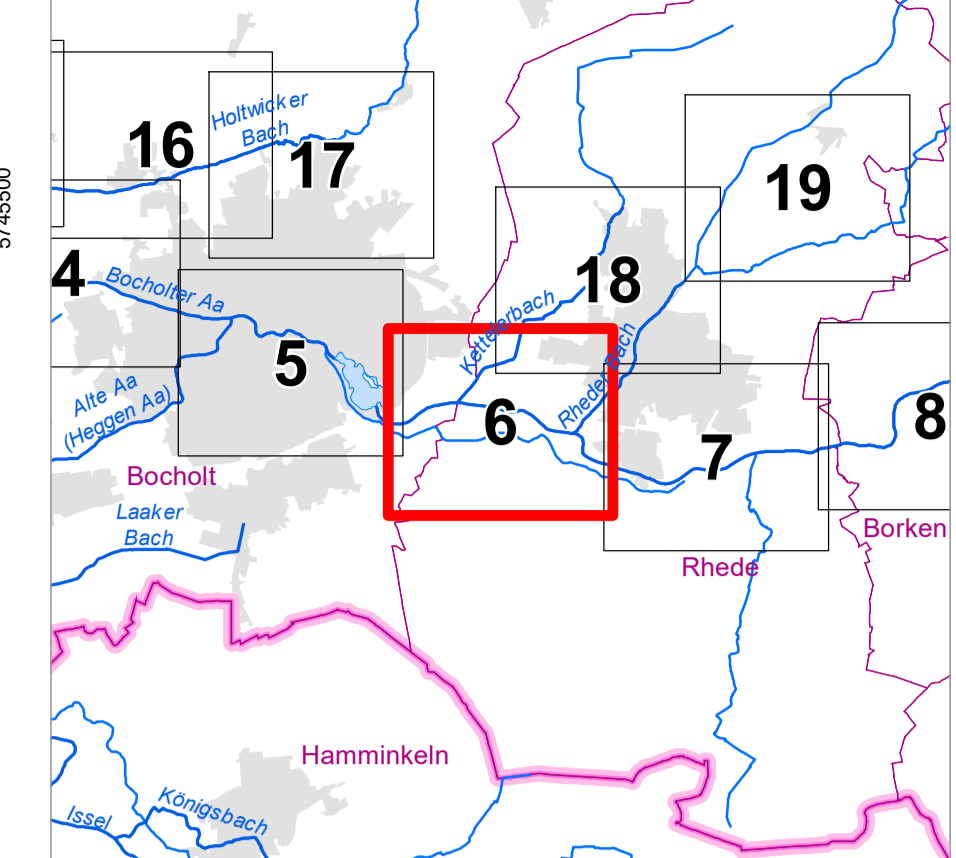 5745500
Holtwicker
Bach
16
17
19
18
4
Bocholter Aa
5
Kettelerbach
Rheder Bach
Alte Aa
(Heggen Aa)
6
8
7
Bocholt
Laaker
Bach
Borken
Rhede
Hamminkeln
Königsbach
Issel